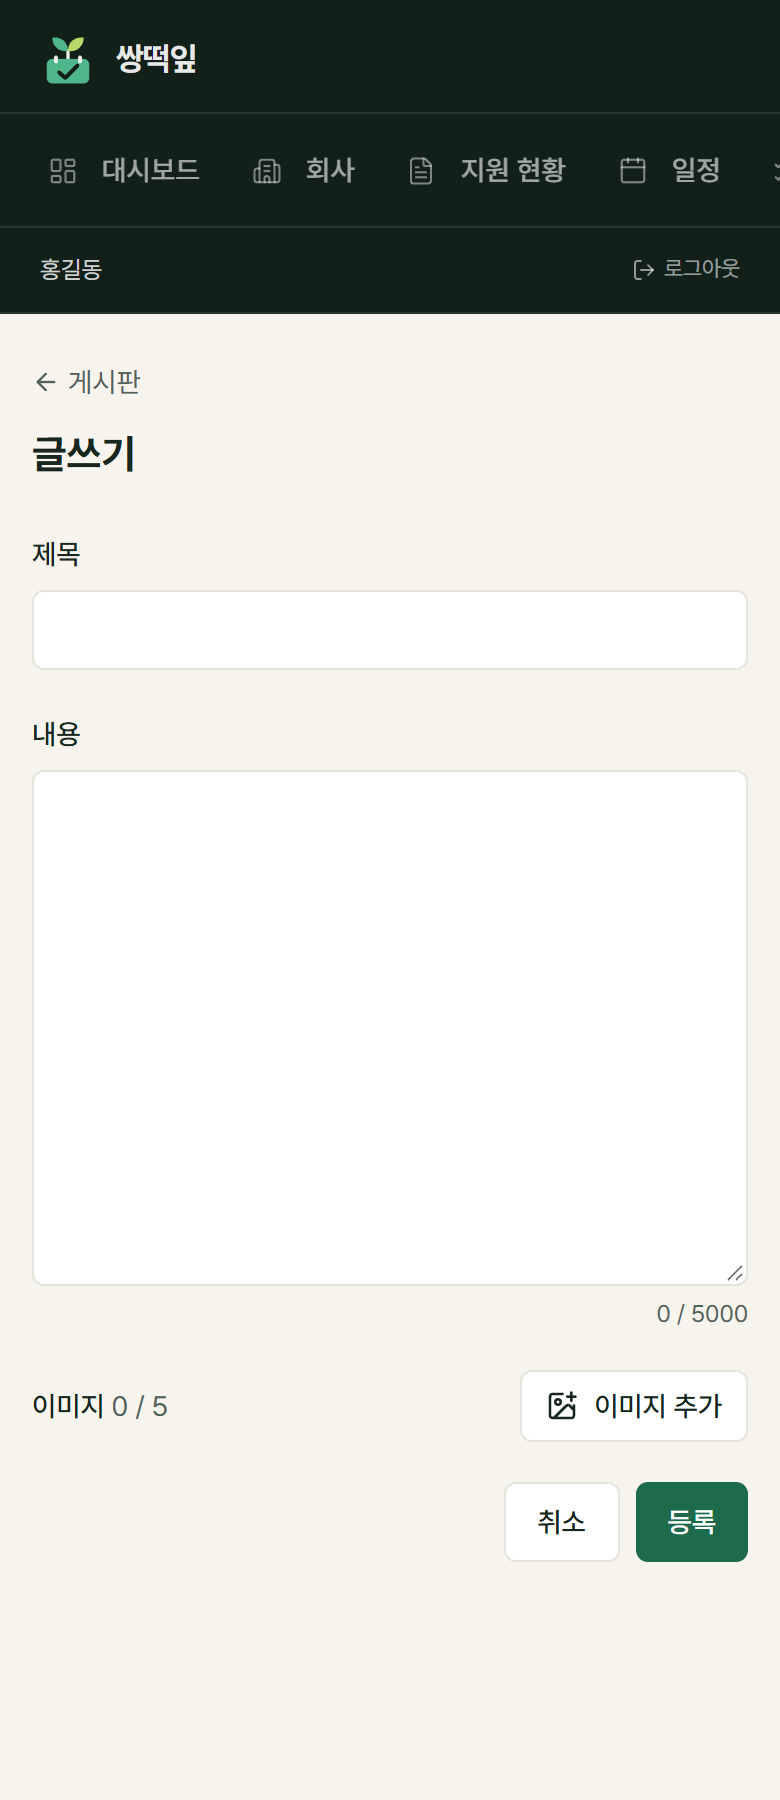 쌍떡잎
대시보드 회사 지원 현황 일정
홍길동 로그아웃
게시판
글쓰기
제목
내용
0 / 5000
이미지 0 / 5 이미지 추가
취소 등록